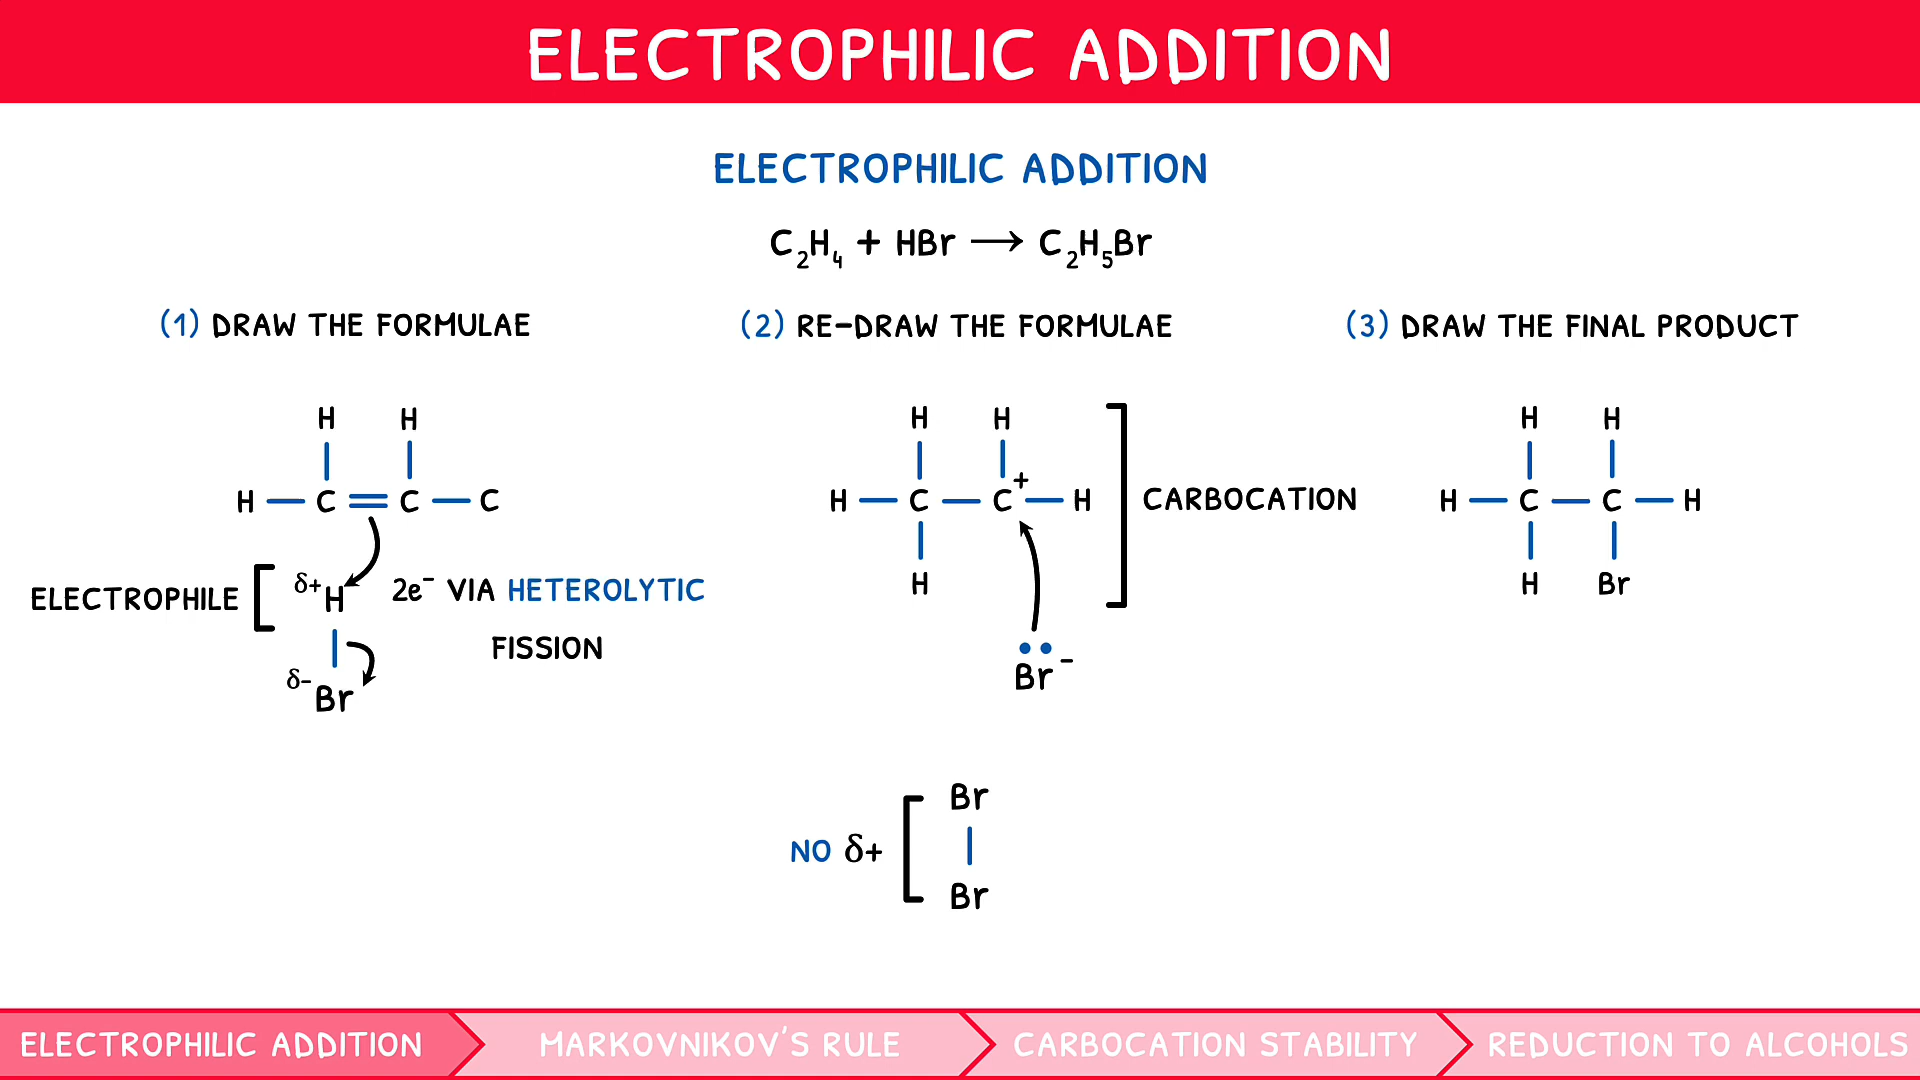 ELECTROPHILIC ADDITION
ELECTROPHILIC ADDITION
C₂H₄ + HBr ⟶ C₂H₅Br
(1) DRAW THE FORMULAE
(2) RE-DRAW THE FORMULAE
(3) DRAW THE FINAL PRODUCT
H H
H — C = C — C
ELECTROPHILE [ δ+ H
2e⁻ VIA HETEROLYTIC
FISSION
δ- Br
H H
H — C — C⁺ — H
H
Br⁻
] CARBOCATION
H H
H — C — C — H
H Br
Br
NO δ+ [
Br
ELECTROPHILIC ADDITION
MARKOVNIKOV'S RULE
CARBOCATION STABILITY
REDUCTION TO ALCOHOLS